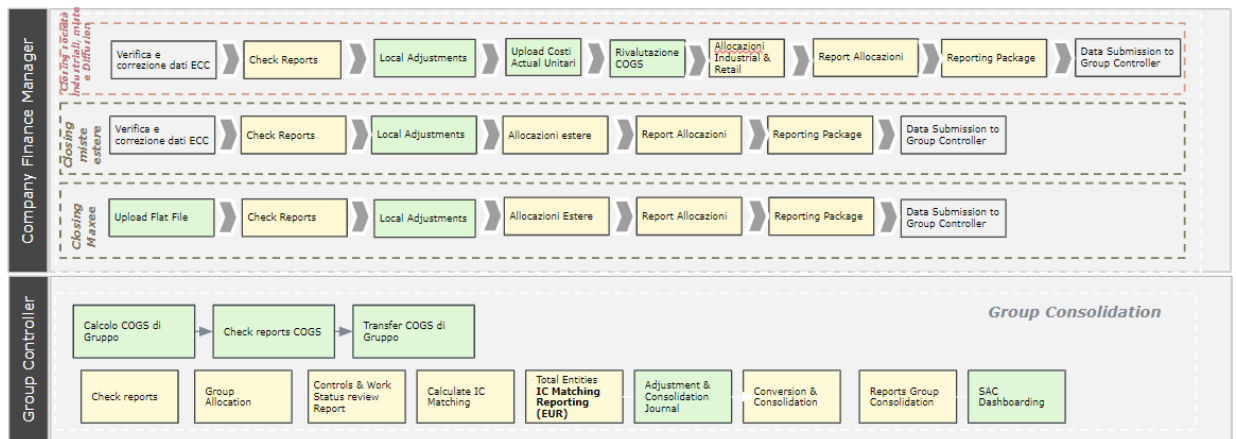 Company Finance Manager
Closing società
industriali, miste
e Diffusion
Verifica e
correzione dati ECC
Check Reports
Local Adjustments
Upload Costi
Actual Unitari
Rivalutazione
COGS
Allocazioni
Industrial &
Retail
Report Allocazioni
Reporting Package
Data Submission to
Group Controller
Closing
miste
estere
Verifica e
correzione dati ECC
Check Reports
Local Adjustments
Allocazioni estere
Report Allocazioni
Reporting Package
Data Submission to
Group Controller
Closing
Maxee
Upload Flat File
Check Reports
Local Adjustments
Allocazioni Estere
Report Allocazioni
Reporting Package
Data Submission to
Group Controller
Group Controller
Group Consolidation
Calcolo COGS di
Gruppo
Check reports COGS
Transfer COGS di
Gruppo
Check reports
Group
Allocation
Controls & Work
Status review
Report
Calculate IC
Matching
Total Entities
IC Matching
Reporting
(EUR)
Adjustment &
Consolidation
Journal
Conversion &
Consolidation
Reports Group
Consolidation
SAC
Dashboarding